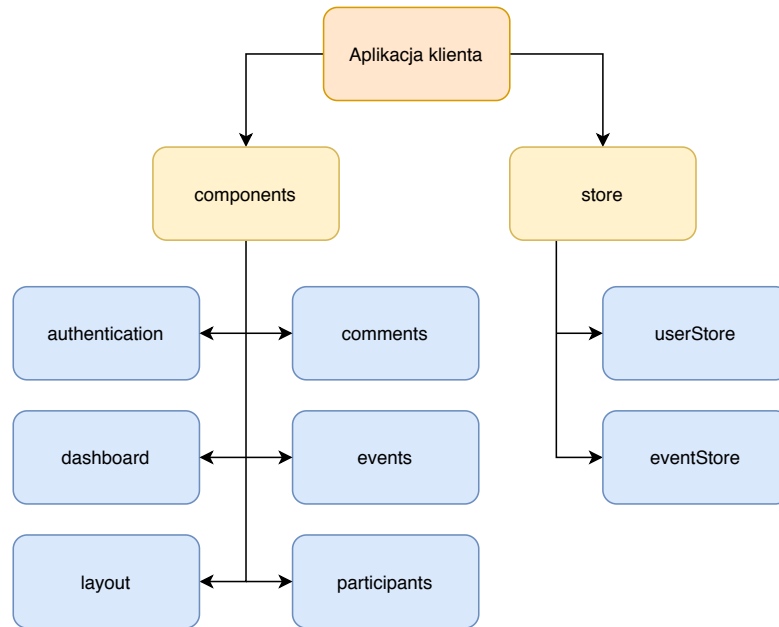 Aplikacja klienta
components
store
authentication
comments
userStore
dashboard
events
eventStore
layout
participants